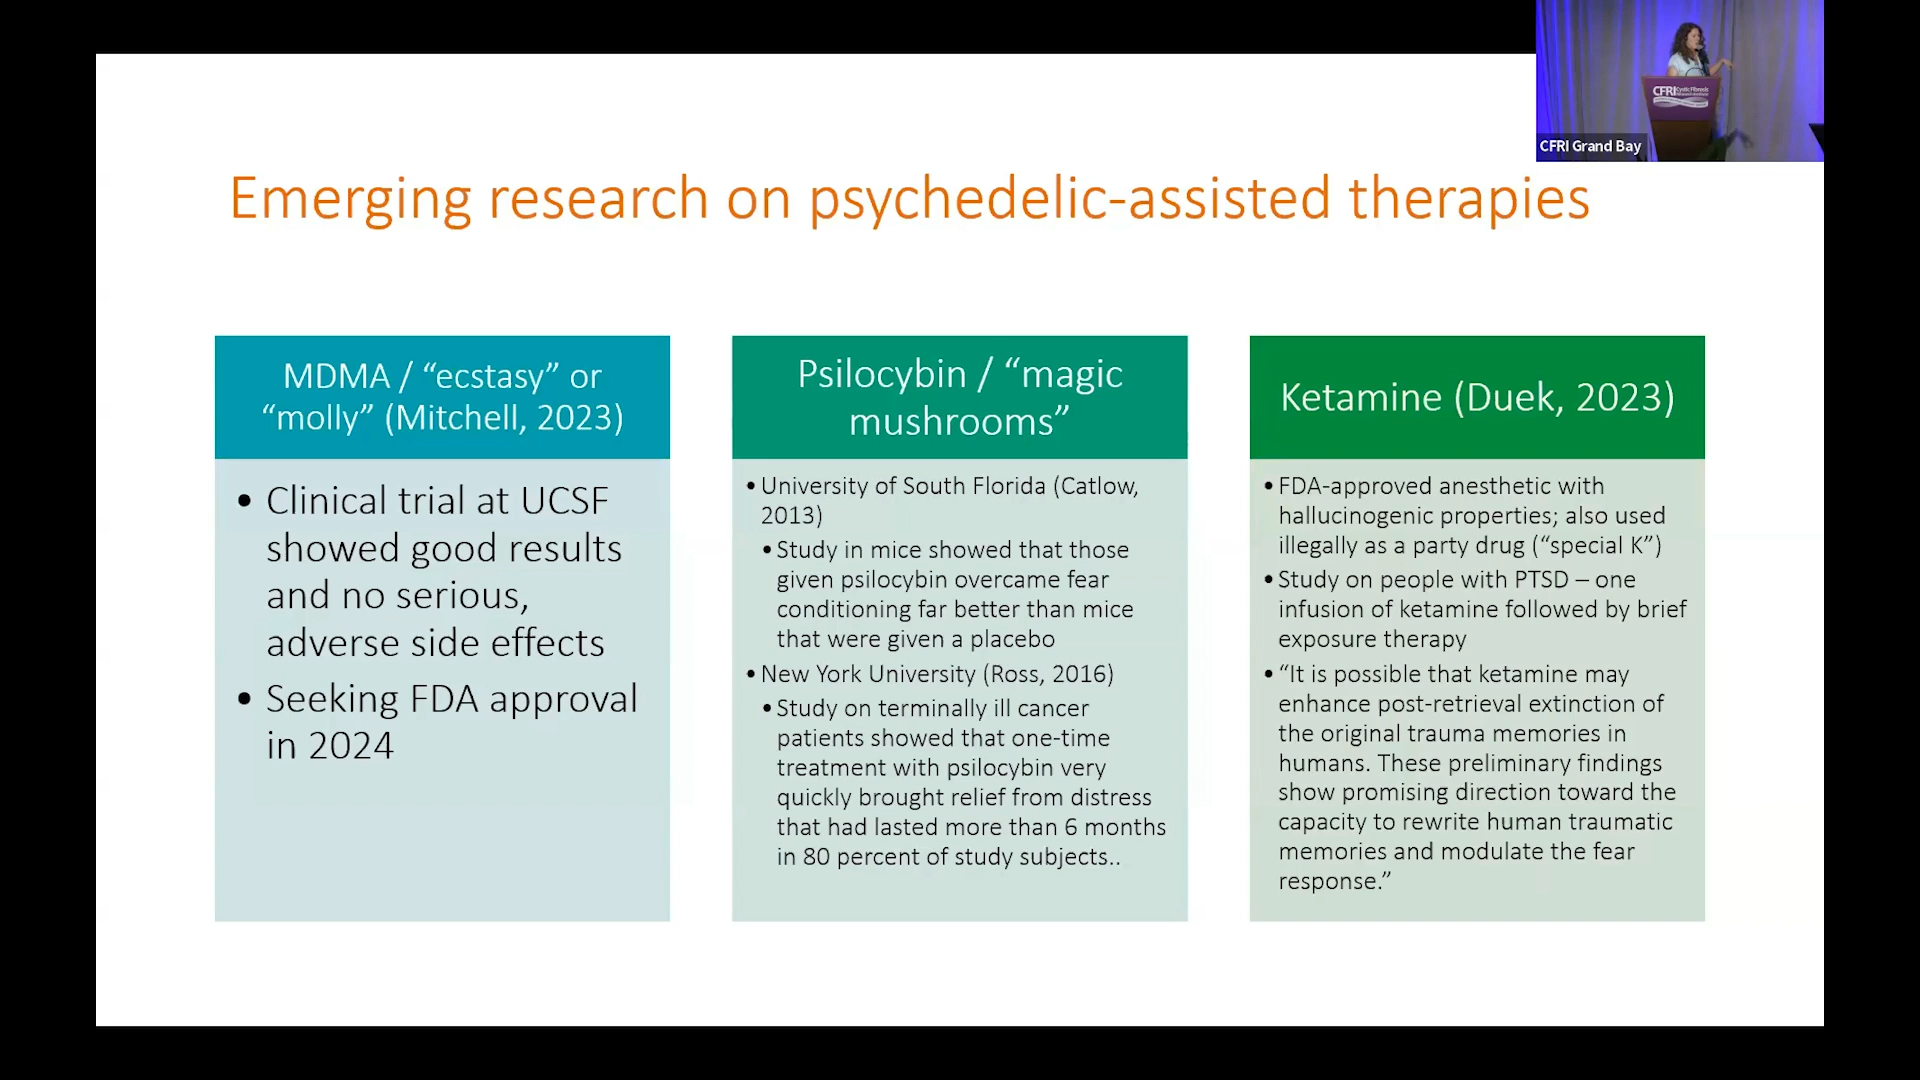 Emerging research on psychedelic-assisted therapies
CFRI Cystic Fibrosis
CFRI Grand Bay
MDMA / “ecstasy” or
“molly” (Mitchell, 2023)
• Clinical trial at UCSF
showed good results
and no serious,
adverse side effects
• Seeking FDA approval
in 2024
Psilocybin / “magic
mushrooms”
• University of South Florida (Catlow,
2013)
• Study in mice showed that those
given psilocybin overcame fear
conditioning far better than mice
that were given a placebo
• New York University (Ross, 2016)
• Study on terminally ill cancer
patients showed that one-time
treatment with psilocybin very
quickly brought relief from distress
that had lasted more than 6 months
in 80 percent of study subjects..
Ketamine (Duek, 2023)
• FDA-approved anesthetic with
hallucinogenic properties; also used
illegally as a party drug (“special K”)
• Study on people with PTSD – one
infusion of ketamine followed by brief
exposure therapy
• “It is possible that ketamine may
enhance post-retrieval extinction of
the original trauma memories in
humans. These preliminary findings
show promising direction toward the
capacity to rewrite human traumatic
memories and modulate the fear
response.”